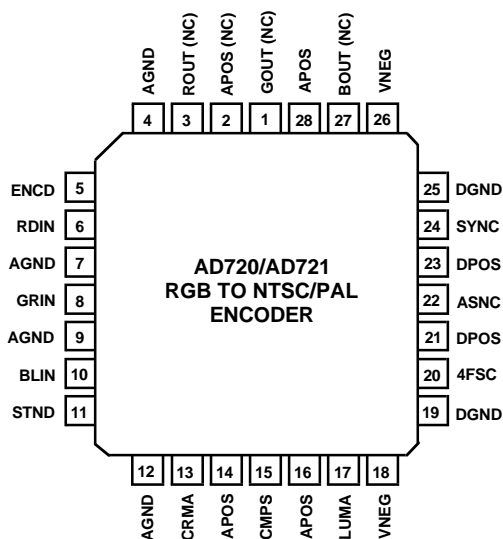 AGND
ROUT (NC)
APOS (NC)
GOUT (NC)
APOS
BOUT (NC)
VNEG
4
3
2
1
28
27
26
ENCD 5
RDIN 6
AGND 7
GRIN 8
AGND 9
BLIN 10
STND 11
AD720/AD721
RGB TO NTSC/PAL
ENCODER
25 DGND
24 SYNC
23 DPOS
22 ASNC
21 DPOS
20 4FSC
19 DGND
12
13
14
15
16
17
18
AGND
CRMA
APOS
CMPS
APOS
LUMA
VNEG